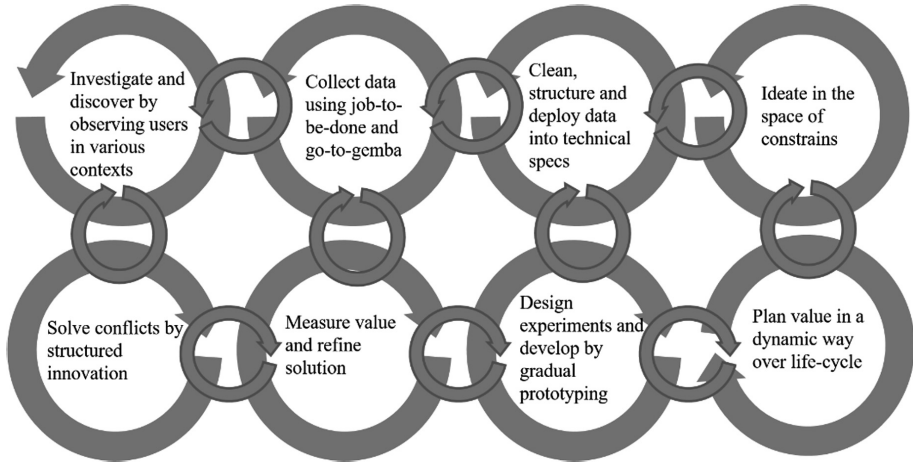 Investigate and
discover by
observing users
in various
contexts
Collect data
using job-to-
be-done and
go-to-gemba
Clean,
structure and
deploy data
into technical
specs
Ideate in the
space of
constrains
Solve conflicts by
structured
innovation
Measure value
and refine
solution
Design
experiments and
develop by
gradual
prototyping
Plan value in a
dynamic way
over life-cycle